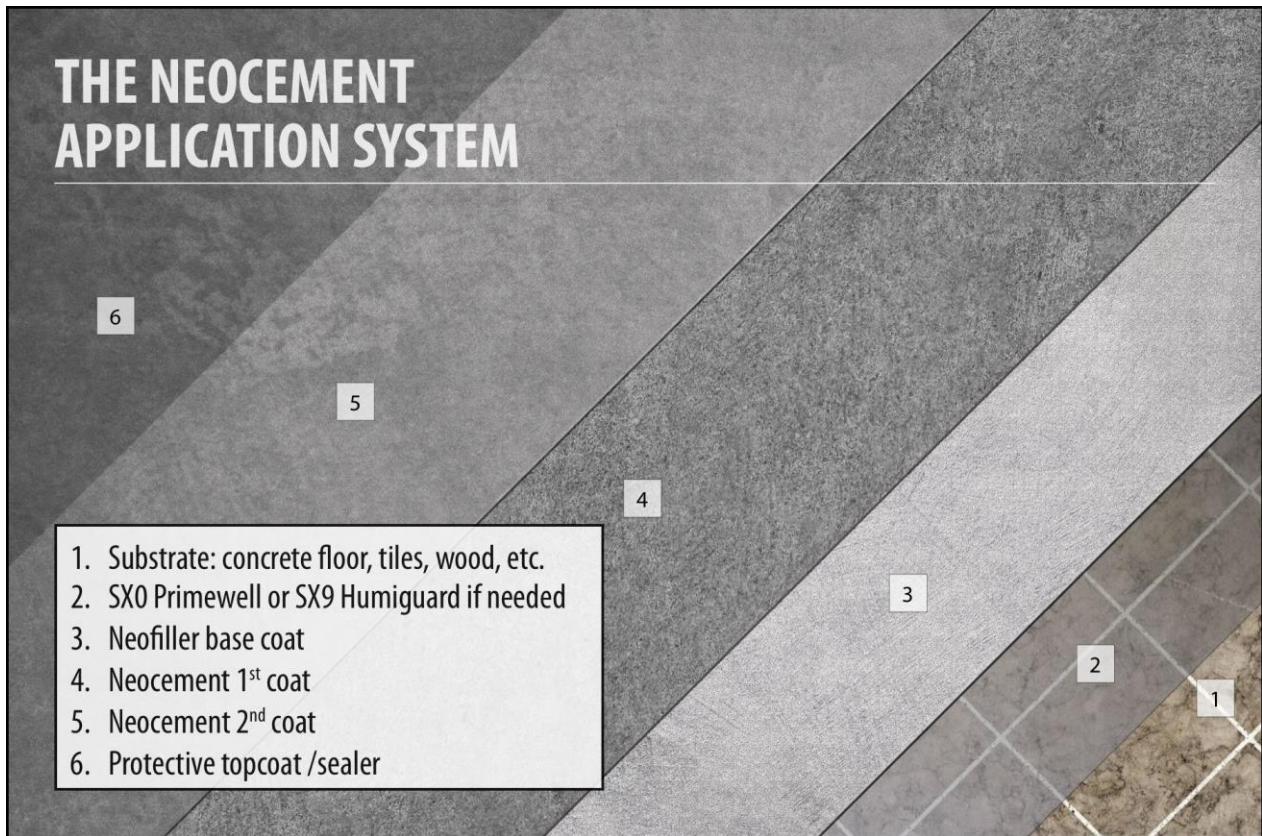 THE NEOCEMENT
APPLICATION SYSTEM
6
5
4
3
2
1
1. Substrate: concrete floor, tiles, wood, etc.
2. SX0 Primewell or SX9 Humiguard if needed
3. Neofiller base coat
4. Neocement 1st coat
5. Neocement 2nd coat
6. Protective topcoat /sealer